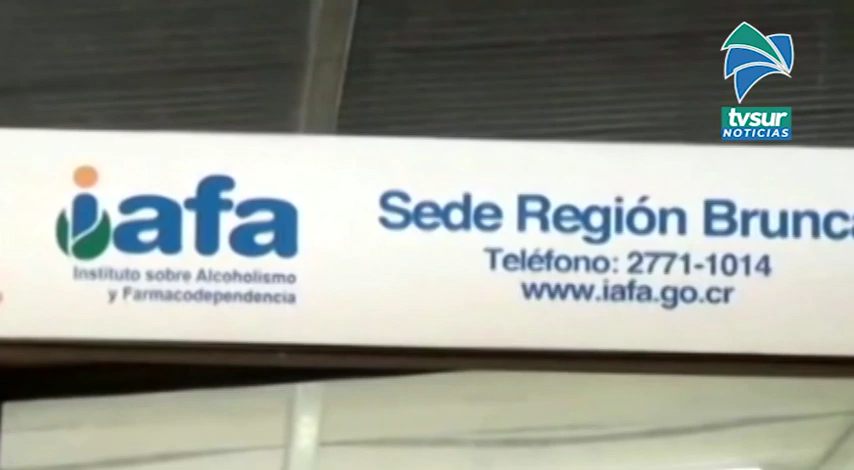 tvsur
NOTICIAS
iafa
Instituto sobre Alcoholismo
y Farmacodependencia
Sede Región Brunca
Teléfono: 2771-1014
www.iafa.go.cr